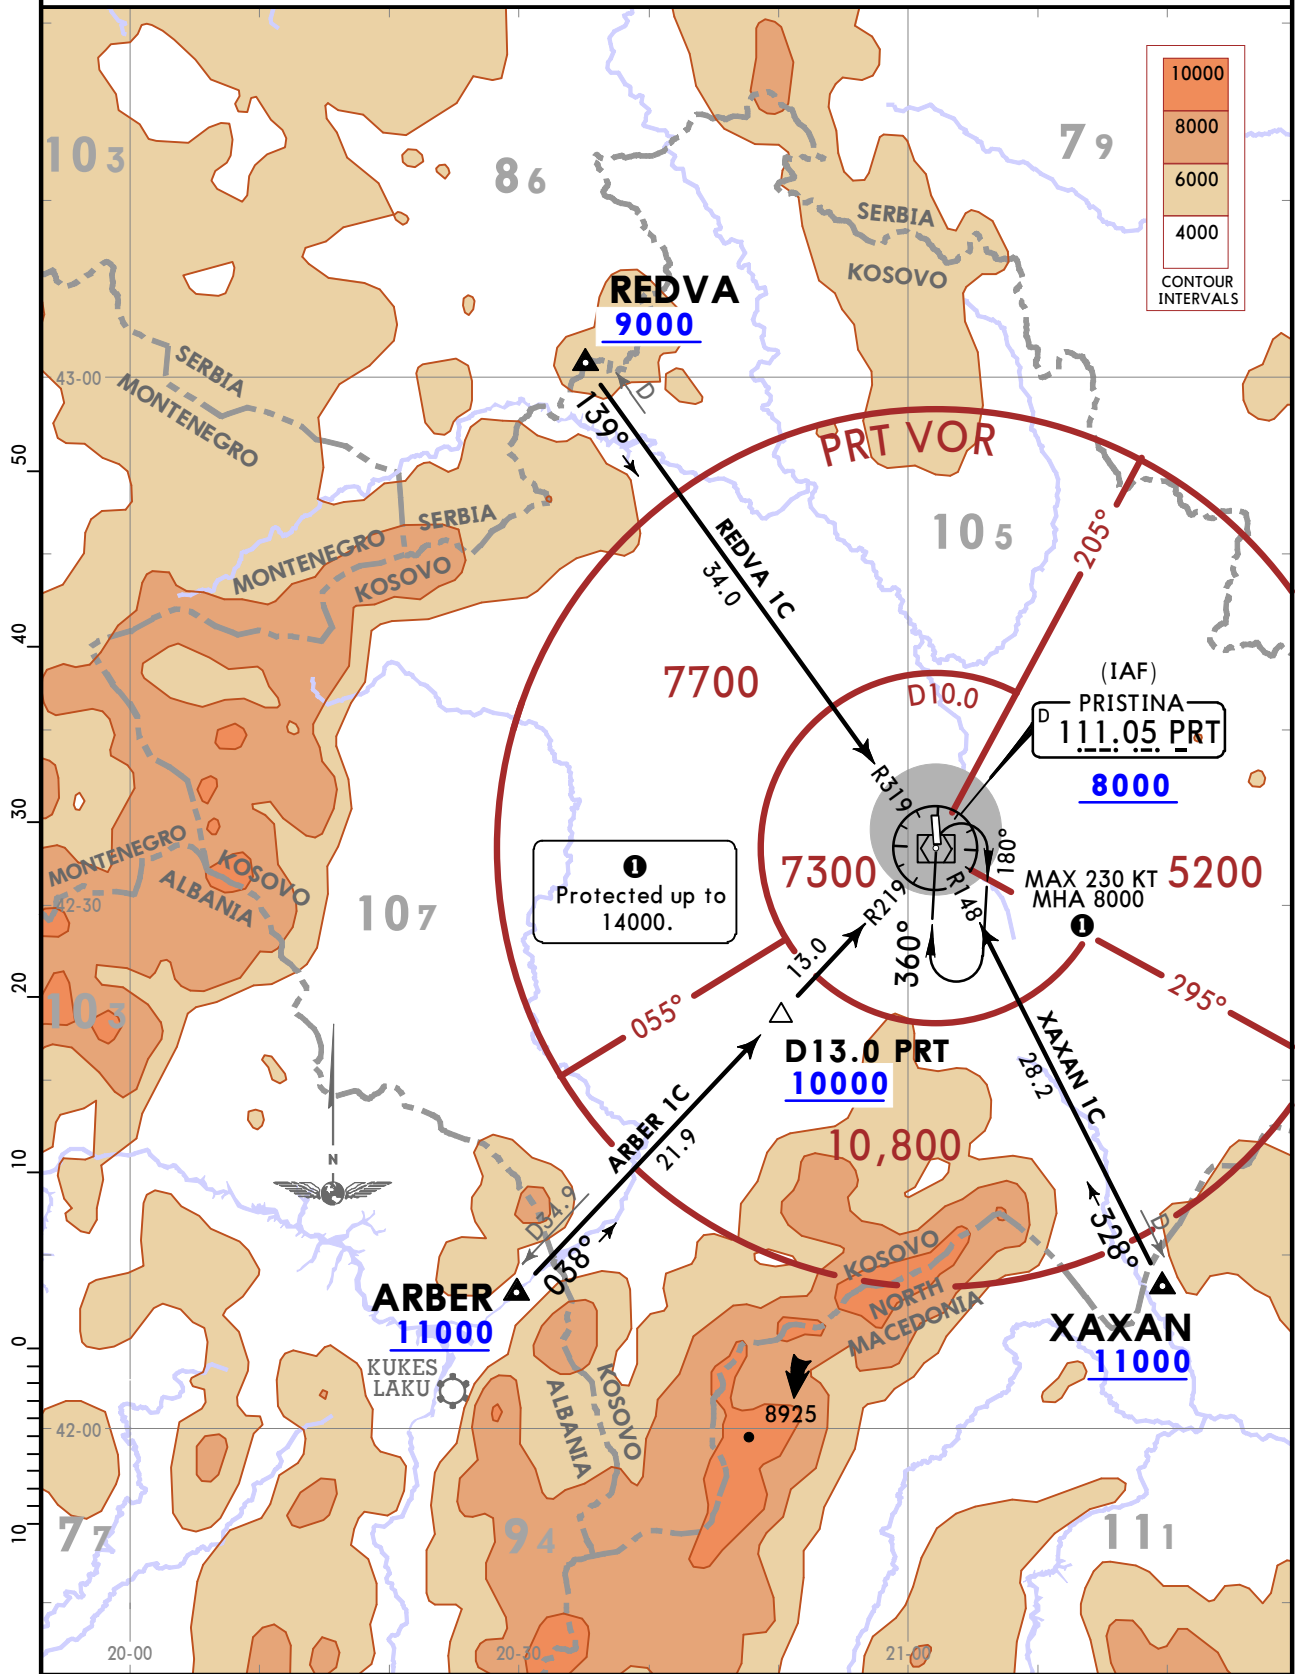 10000
8000
6000
4000
CONTOUR
INTERVALS
103
86
79
SERBIA
KOSOVO
REDVA
9000
D
43-00
SERBIA
MONTENEGRO
139°
PRT VOR
50
SERBIA
MONTENEGRO
KOSOVO
105
205°
REDVA 1C
34.0
40
7700
D10.0
(IAF)
PRISTINA
D
111.05 PRT
8000
R319
30
180°
MONTENEGRO
KOSOVO
ALBANIA
1
Protected up to
14000.
7300
5200
MAX 230 KT
MHA 8000
1
R219
R148
360°
42-30
107
13.0
20
103
055°
295°
D13.0 PRT
10000
XAXAN 1C
28.2
ARBER 1C
21.9
10,800
10
N
D34.9
038°
328°
D
KOSOVO
NORTH
MACEDONIA
ARBER
11000
XAXAN
11000
0
KUKES
LAKU
KOSOVO
ALBANIA
8925
42-00
10
77
94
111
20-00
20-30
21-00